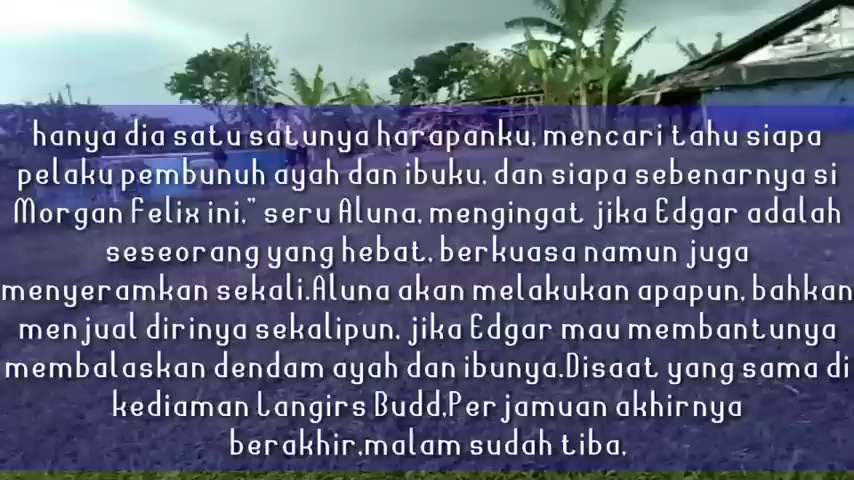 hanya dia satu satunya harapanku, mencari tahu siapa
pelaku pembunuh ayah dan ibuku, dan siapa sebenarnya si
Morgan Felix ini," seru Aluna, mengingat jika Edgar adalah
seseorang yang hebat, berkuasa namun juga
menyeramkan sekali.Aluna akan melakukan apapun, bahkan
menjual dirinya sekalipun, jika Edgar mau membantunya
membalaskan dendam ayah dan ibunya.Disaat yang sama di
kediaman Langirs Budd,Perjamuan akhirnya
berakhir,malam sudah tiba,